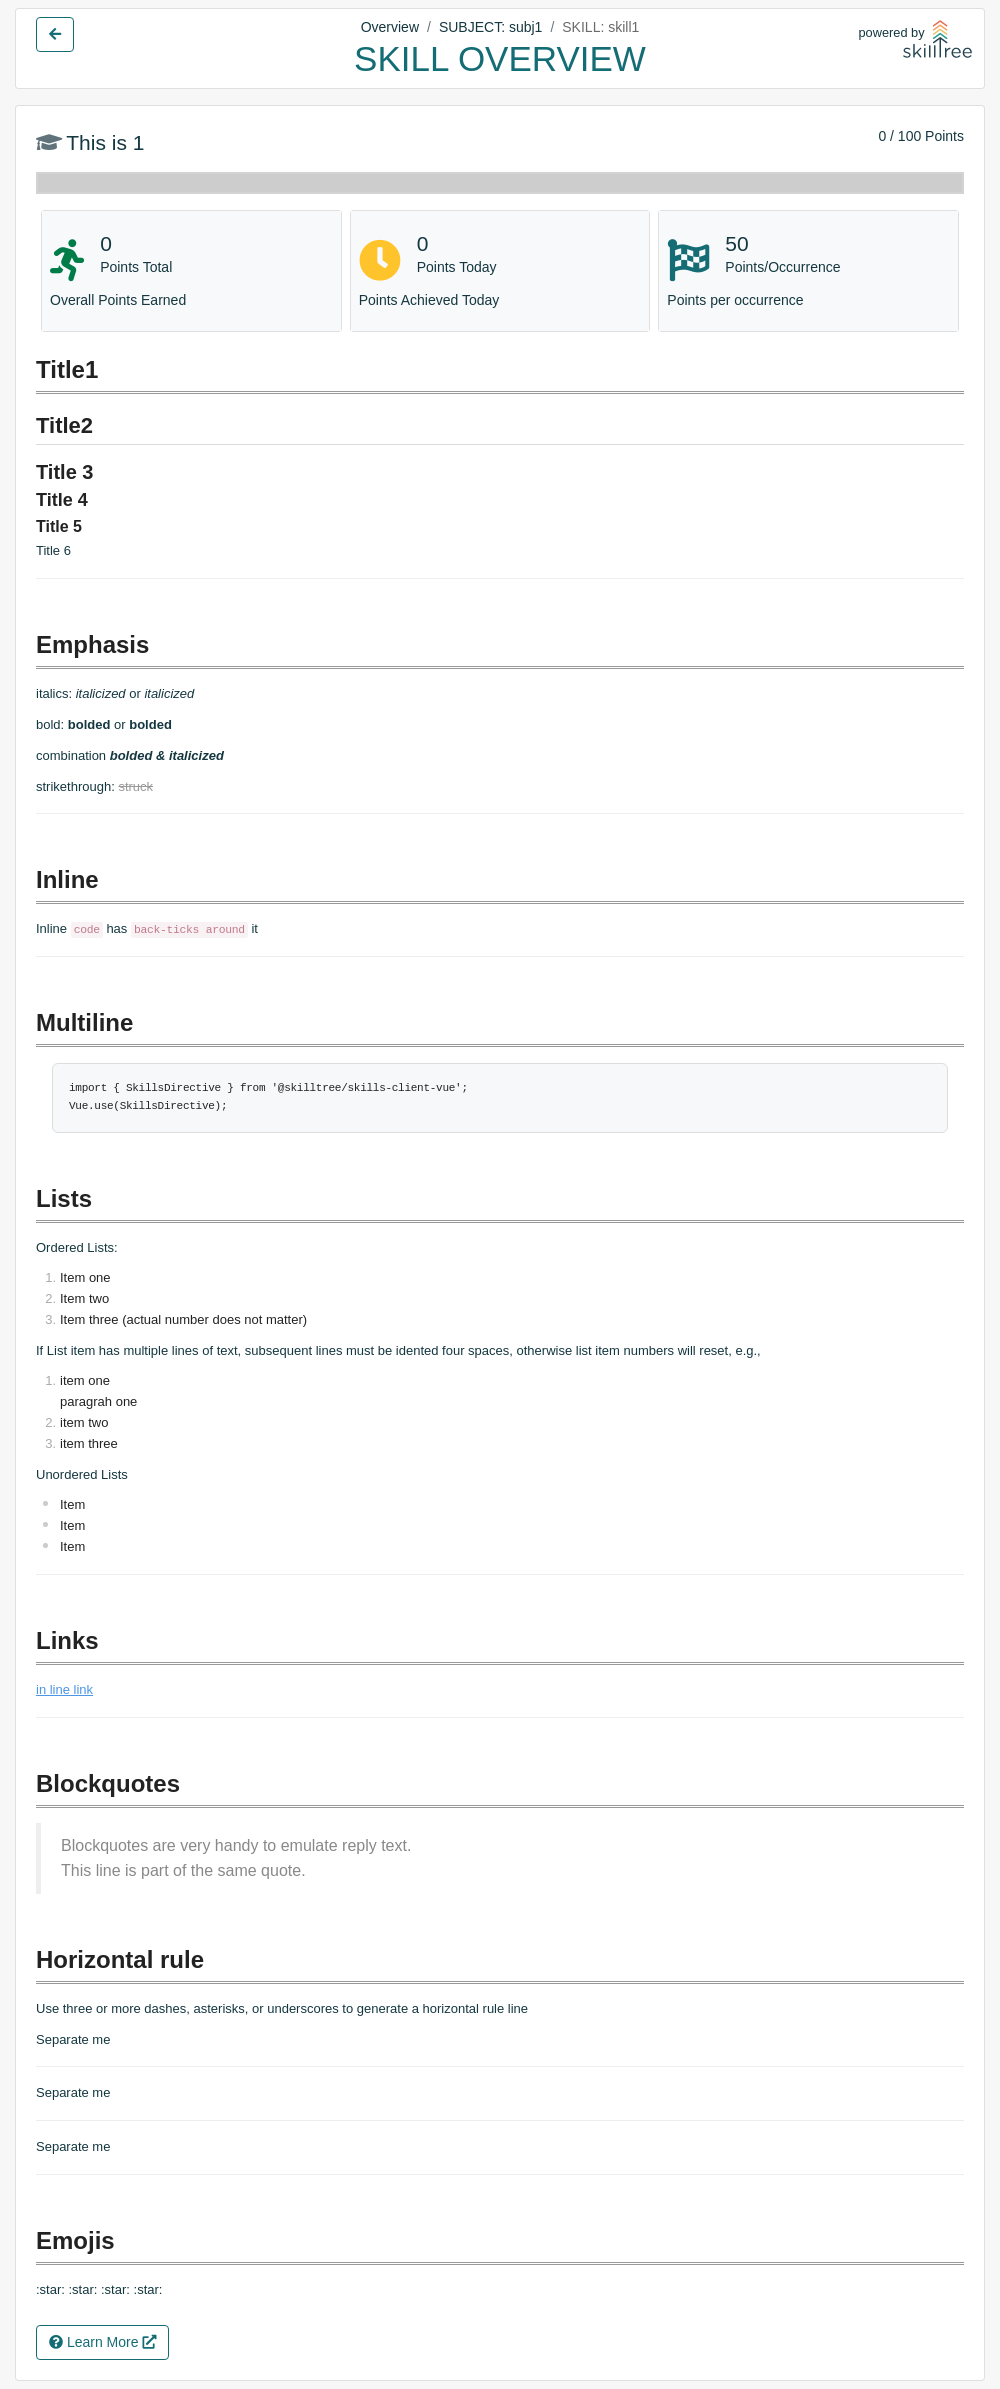 Overview / SUBJECT: subj1 / SKILL: skill1
SKILL OVERVIEW
powered by
skilltree
This is 1
0 / 100 Points
0
Points Total
Overall Points Earned
0
Points Today
Points Achieved Today
50
Points/Occurrence
Points per occurrence
Title1
Title2
Title 3
Title 4
Title 5
Title 6
Emphasis
italics: italicized or italicized
bold: bolded or bolded
combination bolded & italicized
strikethrough: struck
Inline
Inline code has back-ticks around it
Multiline
import { SkillsDirective } from '@skilltree/skills-client-vue';
Vue.use(SkillsDirective);
Lists
Ordered Lists:
1. Item one
2. Item two
3. Item three (actual number does not matter)
If List item has multiple lines of text, subsequent lines must be idented four spaces, otherwise list item numbers will reset, e.g.,
1. item one
paragrah one
2. item two
3. item three
Unordered Lists
• Item
• Item
• Item
Links
in line link
Blockquotes
Blockquotes are very handy to emulate reply text.
This line is part of the same quote.
Horizontal rule
Use three or more dashes, asterisks, or underscores to generate a horizontal rule line
Separate me
Separate me
Separate me
Emojis
:star: :star: :star: :star:
Learn More